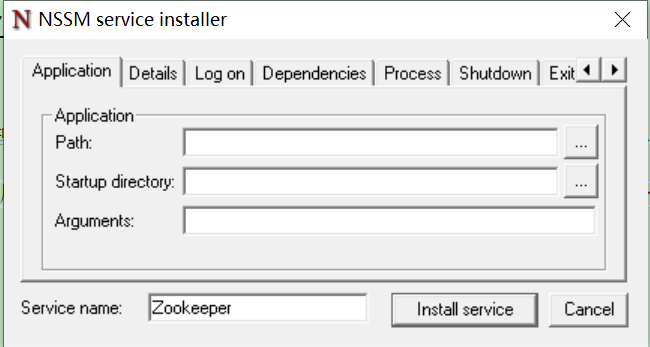 NSSM service installer
Application Details Log on Dependencies Process Shutdown Exit
Application
Path:
...
Startup directory:
...
Arguments:
Service name: Zookeeper Install service Cancel